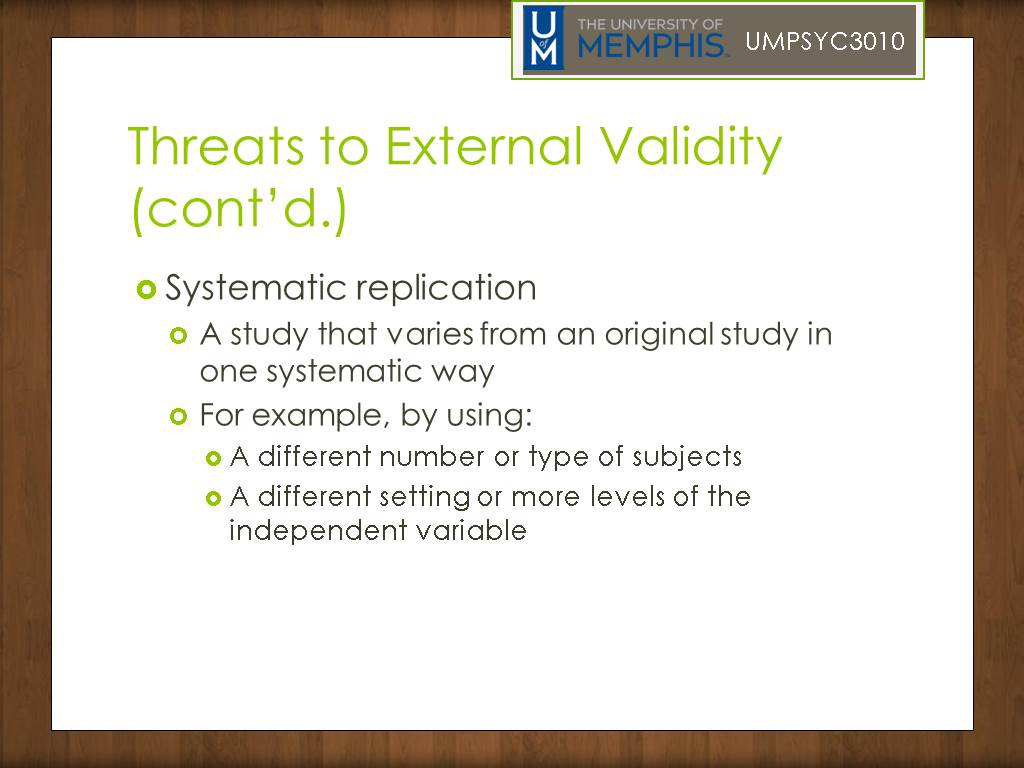 THE UNIVERSITY OF
MEMPHIS™
UofM
UMPSYC3010
Threats to External Validity
(cont’d.)
Systematic replication
A study that varies from an original study in
one systematic way
For example, by using:
A different number or type of subjects
A different setting or more levels of the
independent variable